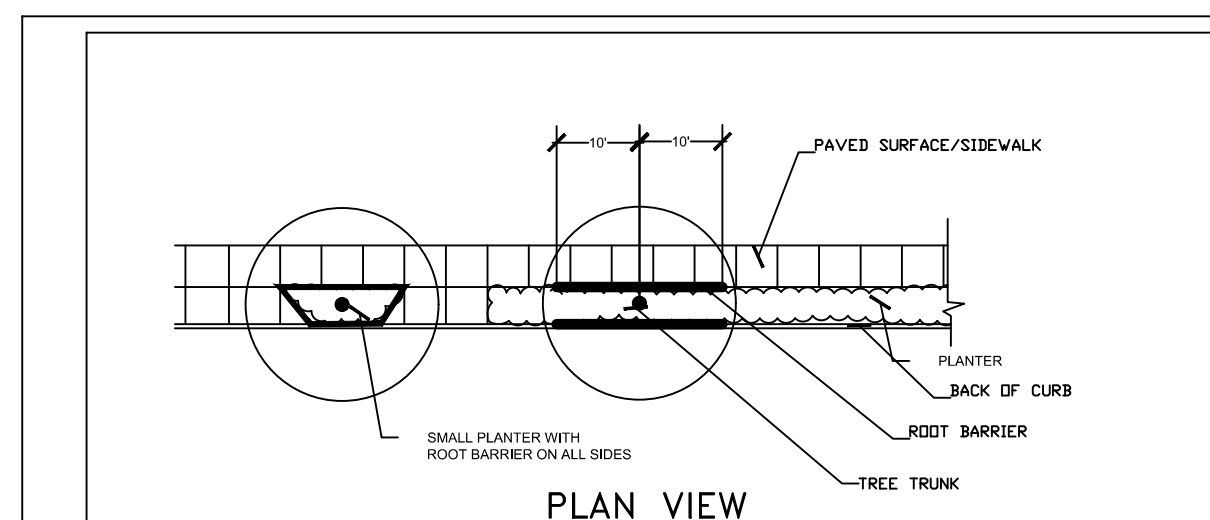 10'
10'
PAVED SURFACE/SIDEWALK
PLANTER
BACK OF CURB
SMALL PLANTER WITH
ROOT BARRIER ON ALL SIDES
ROOT BARRIER
TREE TRUNK
PLAN VIEW